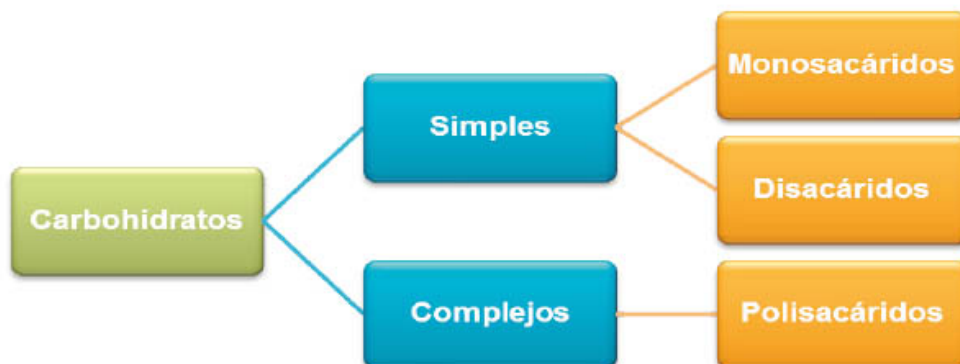 Carbohidratos
Simples
Monosacáridos
Disacáridos
Complejos
Polisacáridos